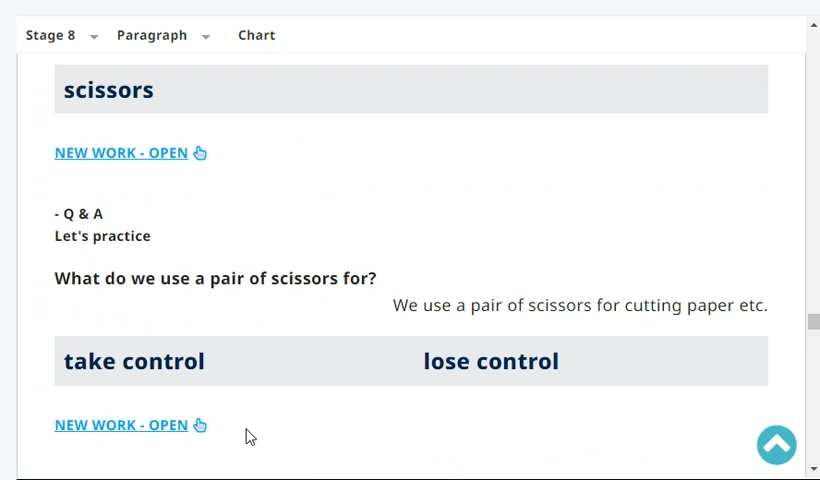 Stage 8 Paragraph Chart
scissors
NEW WORK - OPEN
- Q & A
Let's practice
What do we use a pair of scissors for?
We use a pair of scissors for cutting paper etc.
take control lose control
NEW WORK - OPEN